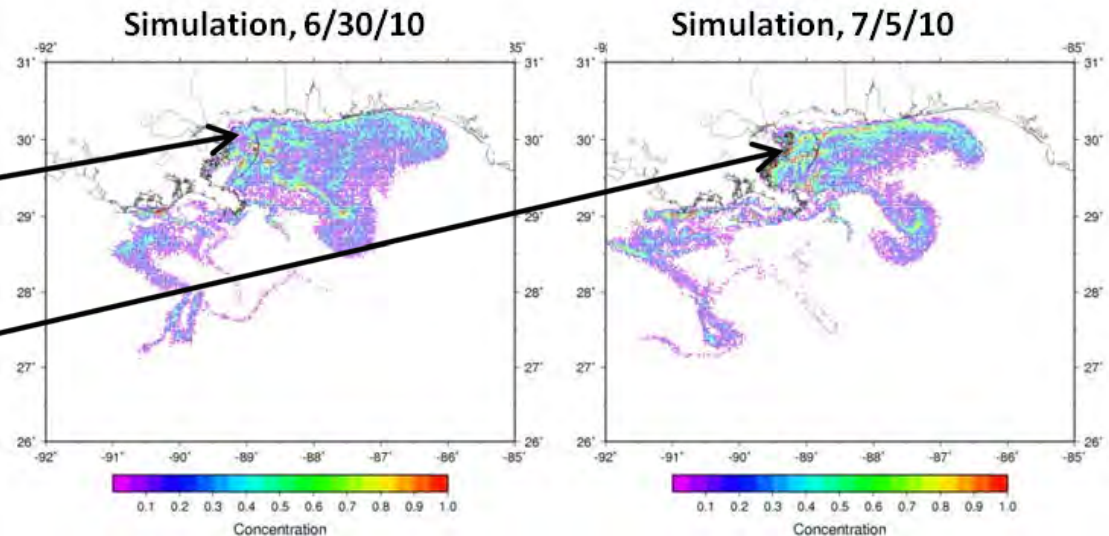 Simulation, 6/30/10
Simulation, 7/5/10
-92˚ 35˚
-9: -85˚
31˚ 31˚ 31˚ 31˚
30˚ 30˚ 30˚ 30˚
29˚ 29˚ 29˚ 29˚
28˚ 28˚ 28˚ 28˚
27˚ 27˚ 27˚ 27˚
26˚ 26˚ 26˚ 26˚
-92˚ -91˚ -90˚ -89˚ -88˚ -87˚ -86˚ -85˚
-92˚ -91˚ -90˚ -89˚ -88˚ -87˚ -86˚ -85˚
0.1 0.2 0.3 0.4 0.5 0.6 0.7 0.8 0.9 1.0
0.1 0.2 0.3 0.4 0.5 0.6 0.7 0.8 0.9 1.0
Concentration
Concentration